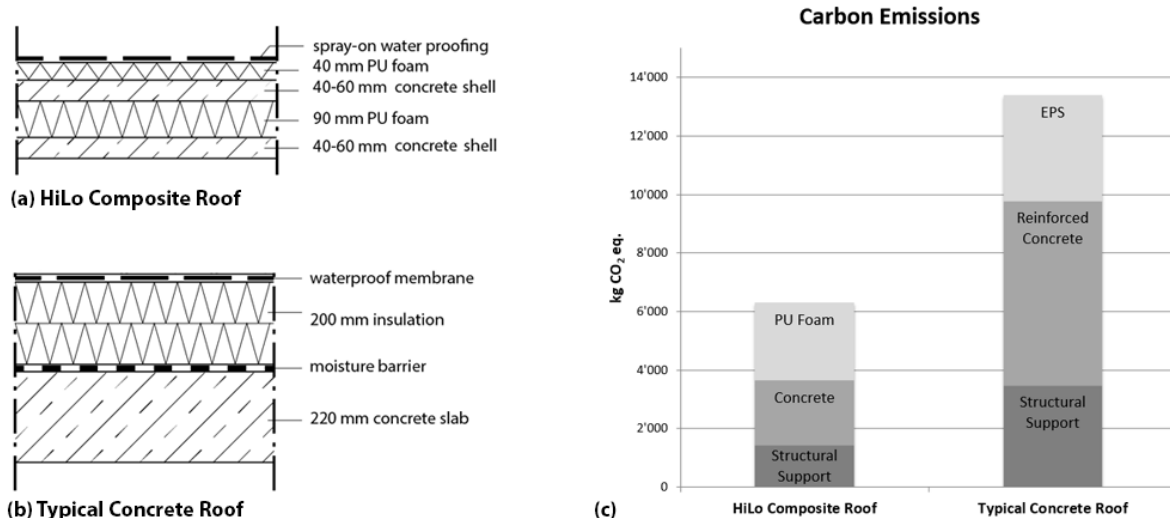 spray-on water proofing
40 mm PU foam
40-60 mm concrete shell
90 mm PU foam
40-60 mm concrete shell
(a) HiLo Composite Roof
waterproof membrane
200 mm insulation
moisture barrier
220 mm concrete slab
(b) Typical Concrete Roof
Carbon Emissions
kg CO₂ eq.
14'000
12'000
10'000
8'000
6'000
4'000
2'000
0
PU Foam
Concrete
Structural
Support
EPS
Reinforced
Concrete
Structural
Support
HiLo Composite Roof
Typical Concrete Roof
(c)